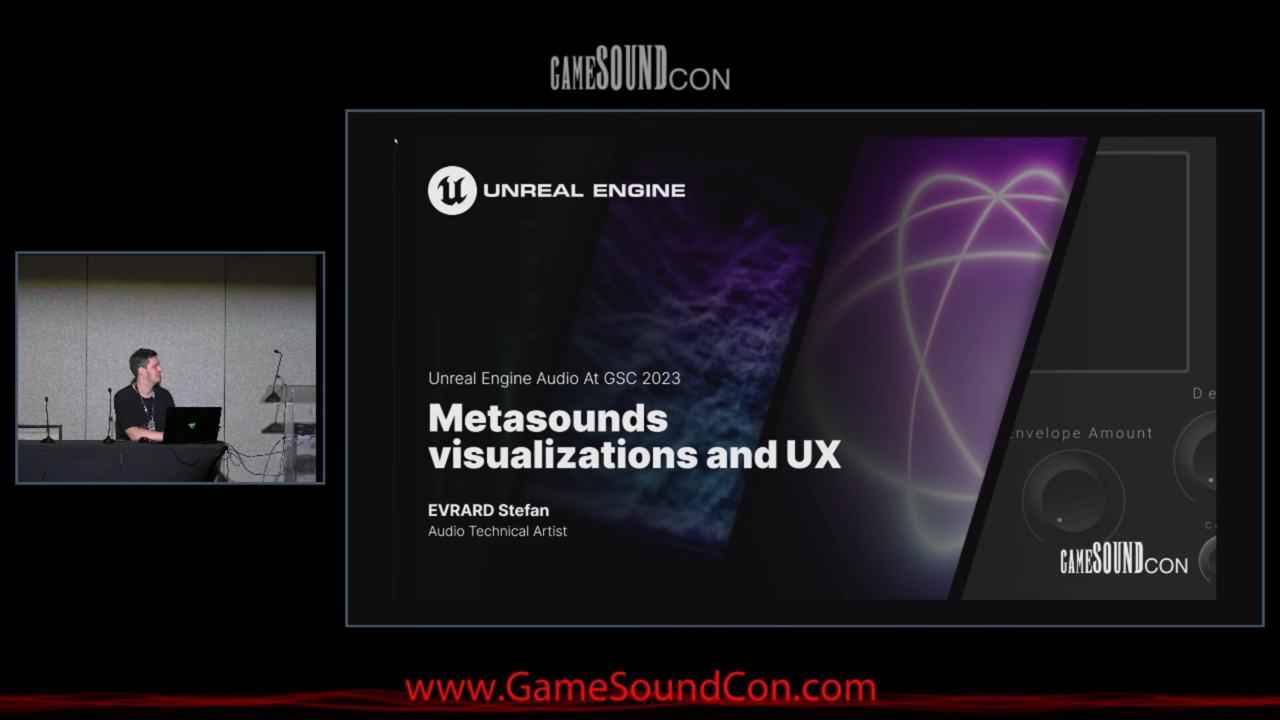 GAMESOUNDCON
UNREAL ENGINE
Unreal Engine Audio At GSC 2023
Metasounds
visualizations and UX
EVRARD Stefan
Audio Technical Artist
Envelope Amount
GAMESOUNDCON
www.GameSoundCon.com